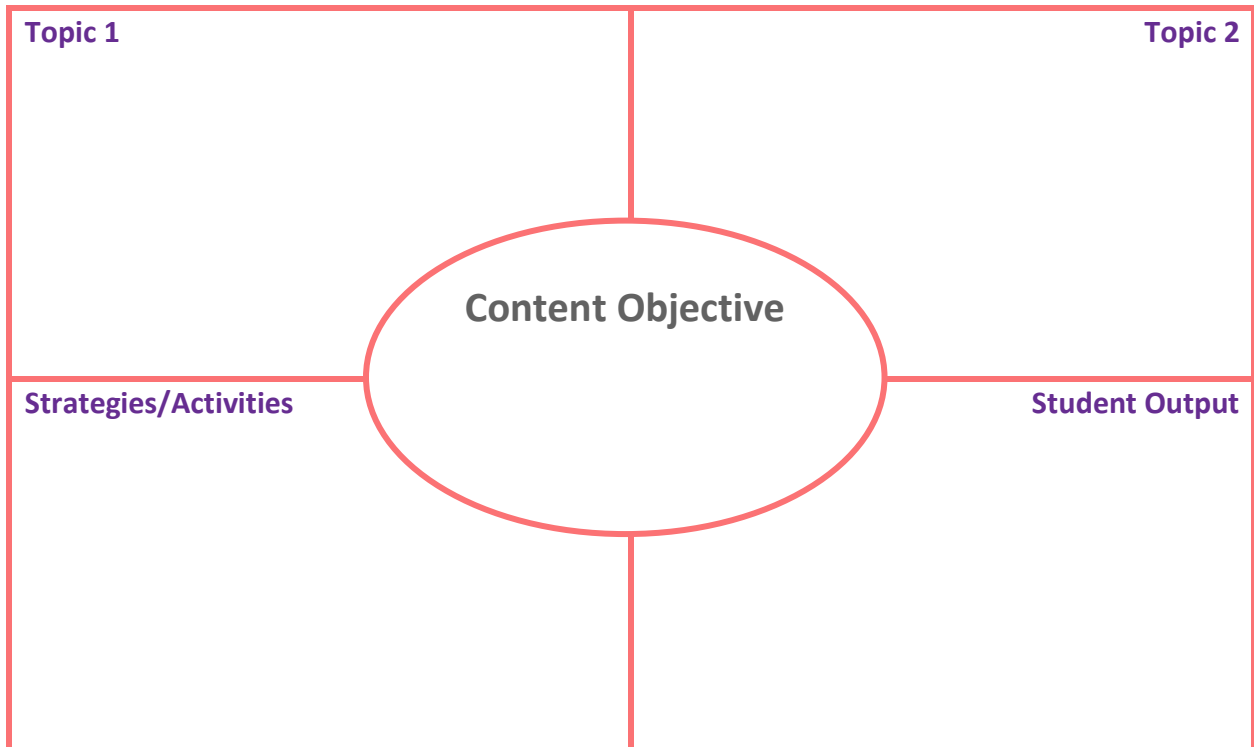 Topic 1
Topic 2
Content Objective
Strategies/Activities
Student Output